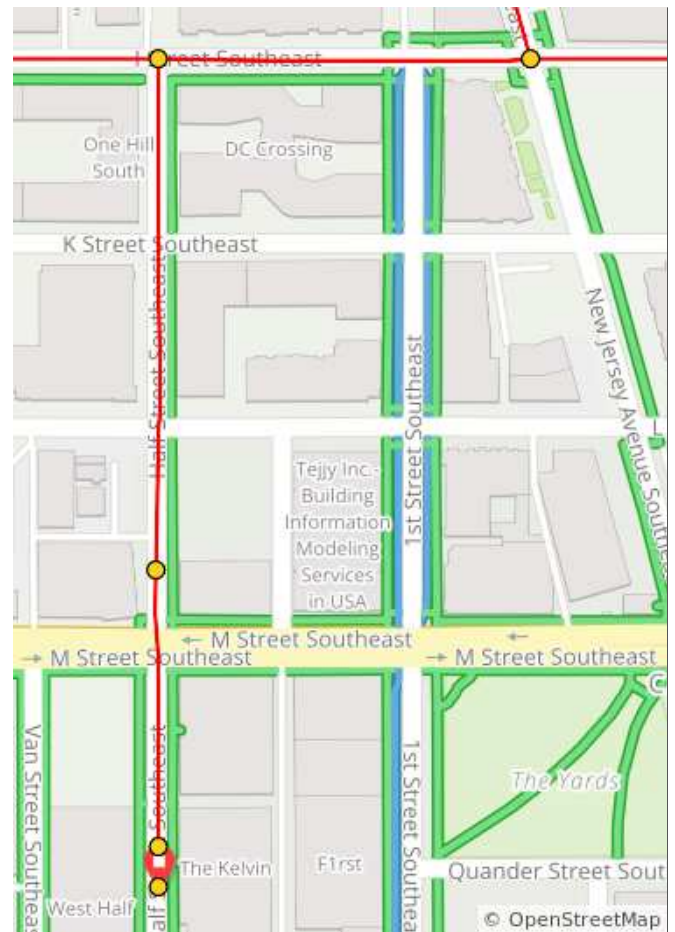 Street Southeast
One Hill
South
DC Crossing
K Street Southeast
Half Street Southeast
New Jersey Avenue Southeast
1st Street Southeast
Tejjy Inc.-
Building
Information
Modeling
Services
in USA
← M Street Southeast ←
→ M Street Southeast
→ M Street Southeast
Van Street Southeast
Southeast
1st Street Southea
The Yards
The Kelvin
F1rst
Quander Street Sout
West Half
© OpenStreetMap